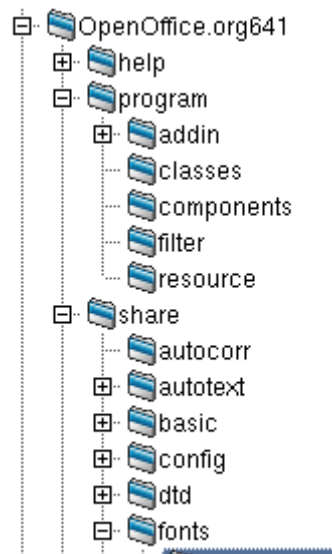 OpenOffice.org641
help
program
addin
classes
components
filter
resource
share
autocorr
autotext
basic
config
dtd
fonts